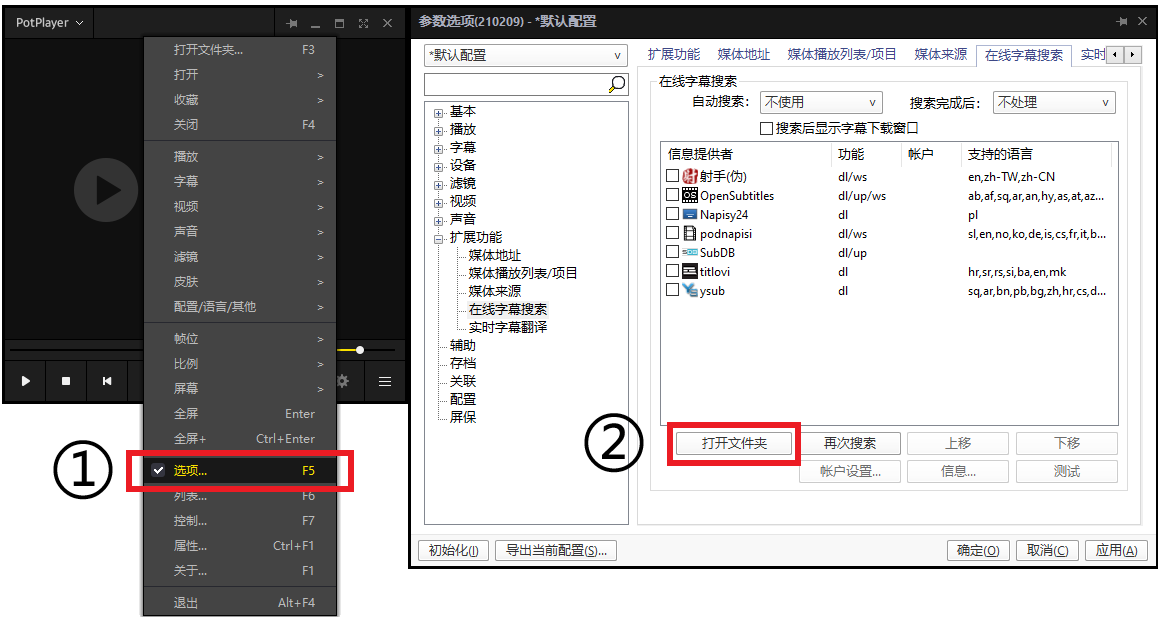 PotPlayer
打开文件夹... F3
打开 >
收藏 >
关闭 F4
播放 >
字幕 >
视频 >
声音 >
滤镜 >
皮肤 >
配置/语言/其他 >
帧位 >
比例 >
屏幕 >
全屏 Enter
全屏+ Ctrl+Enter
① 选项... F5
列表... F6
控制... F7
属性... Ctrl+F1
关于... F1
退出 Alt+F4
参数选项(210209) - *默认配置
*默认配置
基本
播放
字幕
设备
滤镜
视频
声音
扩展功能
媒体地址
媒体播放列表/项目
媒体来源
在线字幕搜索
实时字幕翻译
辅助
存档
关联
配置
屏保
扩展功能 媒体地址 媒体播放列表/项目 媒体来源 在线字幕搜索 实时
在线字幕搜索
自动搜索: 不使用 搜索完成后: 不处理
搜索后显示字幕下载窗口
信息提供者 功能 帐户 支持的语言
射手(伪) dl/ws en,zh-TW,zh-CN
OpenSubtitles dl/up/ws ab,af,sq,ar,an,hy,as,at,az...
Napisy24 dl pl
podnapisi dl/ws sl,en,no,ko,de,is,cs,fr,it,b...
SubDB dl/up
titlovi dl hr,sr,rs,si,ba,en,mk
ysub dl sq,ar,bn,pb,bg,zh,hr,cs,d...
② 打开文件夹 再次搜索 上移 下移
帐户设置... 信息... 测试
初始化(I) 导出当前配置(S)... 确定(O) 取消(C) 应用(A)